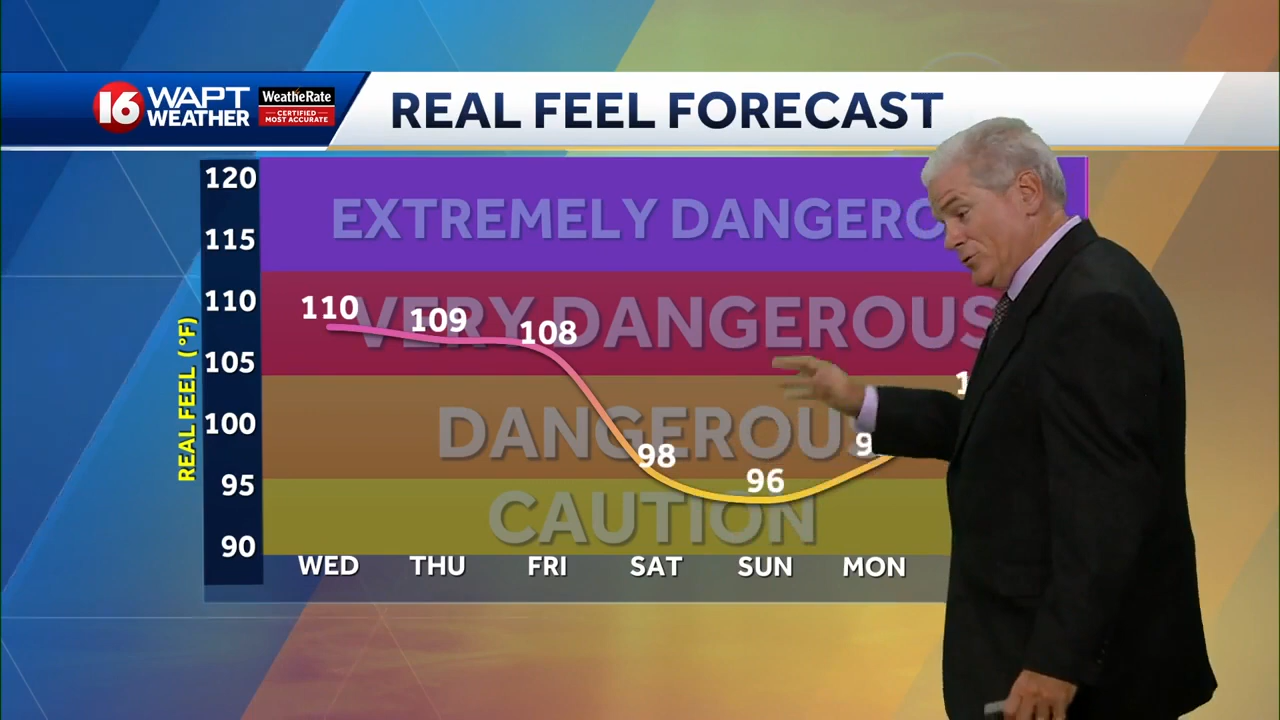 16 WAPT WEATHER
WeatheRate
CERTIFIED
MOST ACCURATE
REAL FEEL FORECAST
REAL FEEL (°F)
120
115
110
105
100
95
90
EXTREMELY
VERY DANGEROUS
DANGEROUS
CAUTION
110
109
108
98
96
WED THU FRI SAT SUN MON